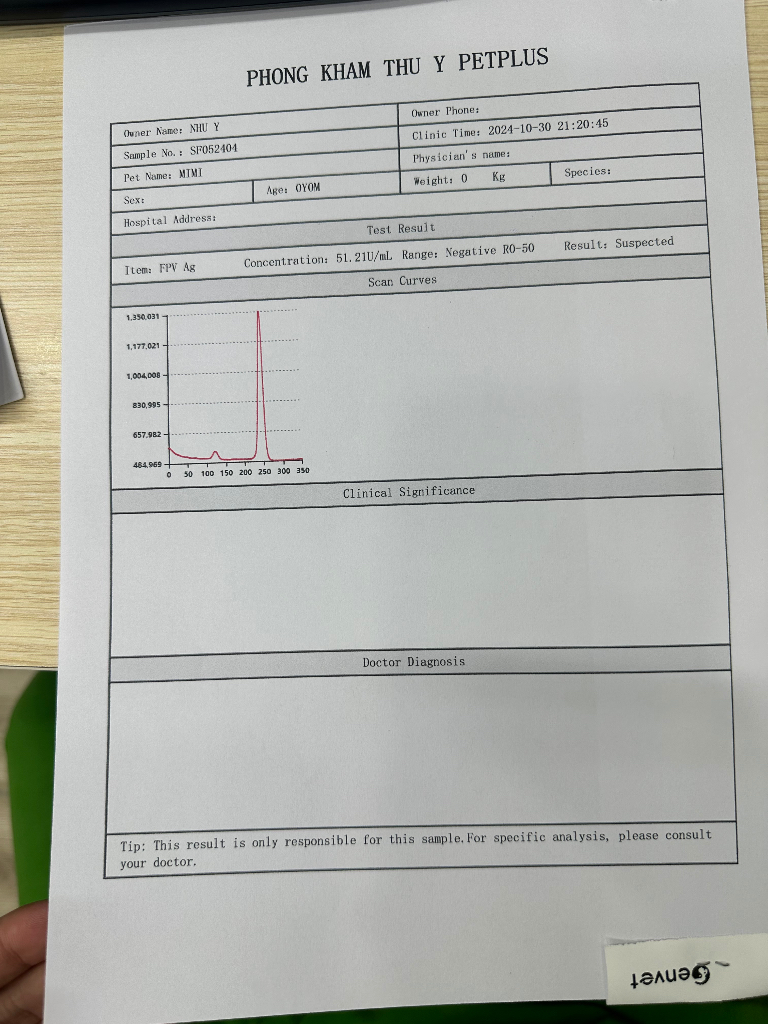 PHONG KHAM THU Y PETPLUS
Owner Name: NHU Y
Owner Phone:
Sample No.: SF052404
Clinic Time: 2024-10-30 21:20:45
Pet Name: MIMI
Physician's name:
Sex:
Age: 0Y0M
Weight: 0 Kg
Species:
Hospital Address:
Test Result
Item: FPV Ag Concentration: 51.21U/mL Range: Negative R0-50 Result: Suspected
Scan Curves
1,350,031
1,177,021
1,004,008
830,995
657,982
484,969
0 50 100 150 200 250 300 350
Clinical Significance
Doctor Diagnosis
Tip: This result is only responsible for this sample.For specific analysis, please consult
your doctor.
Genvet